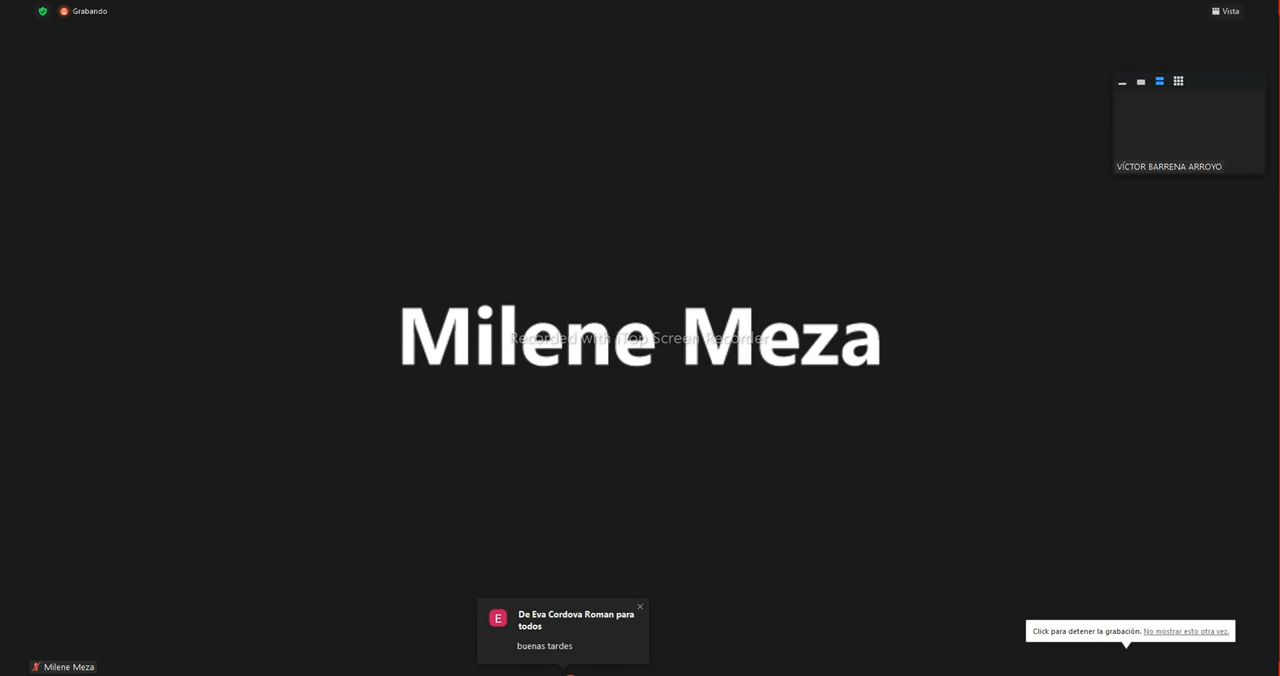 Grabando
Vista
VÍCTOR BARRENA ARROYO
Milene Meza
Recorded with iTop Screen Recorder
E
De Eva Cordova Roman para
todos
buenas tardes
Click para detener la grabación. No mostrar esto otra vez.
Milene Meza